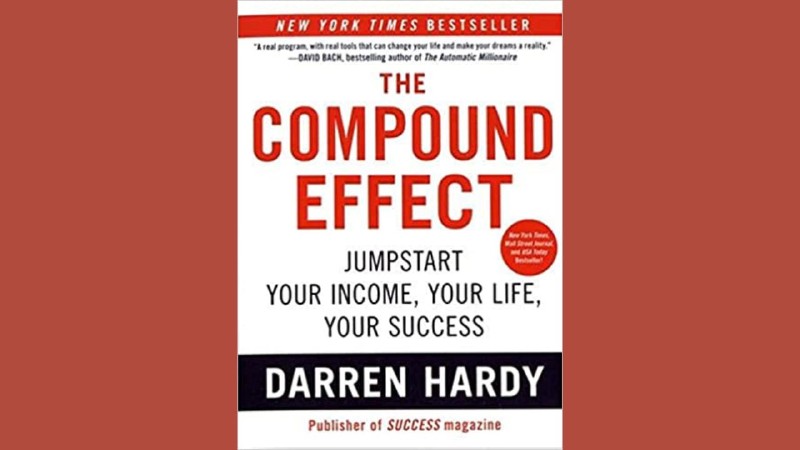 NEW YORK TIMES BESTSELLER
"A real program, with real tools that can change your life and make your dreams a reality."
—DAVID BACH, bestselling author of The Automatic Millionaire
THE
COMPOUND
EFFECT
New York Times,
Wall Street Journal,
and USA Today
Bestseller!
JUMPSTART
YOUR INCOME, YOUR LIFE,
YOUR SUCCESS
DARREN HARDY
Publisher of SUCCESS magazine